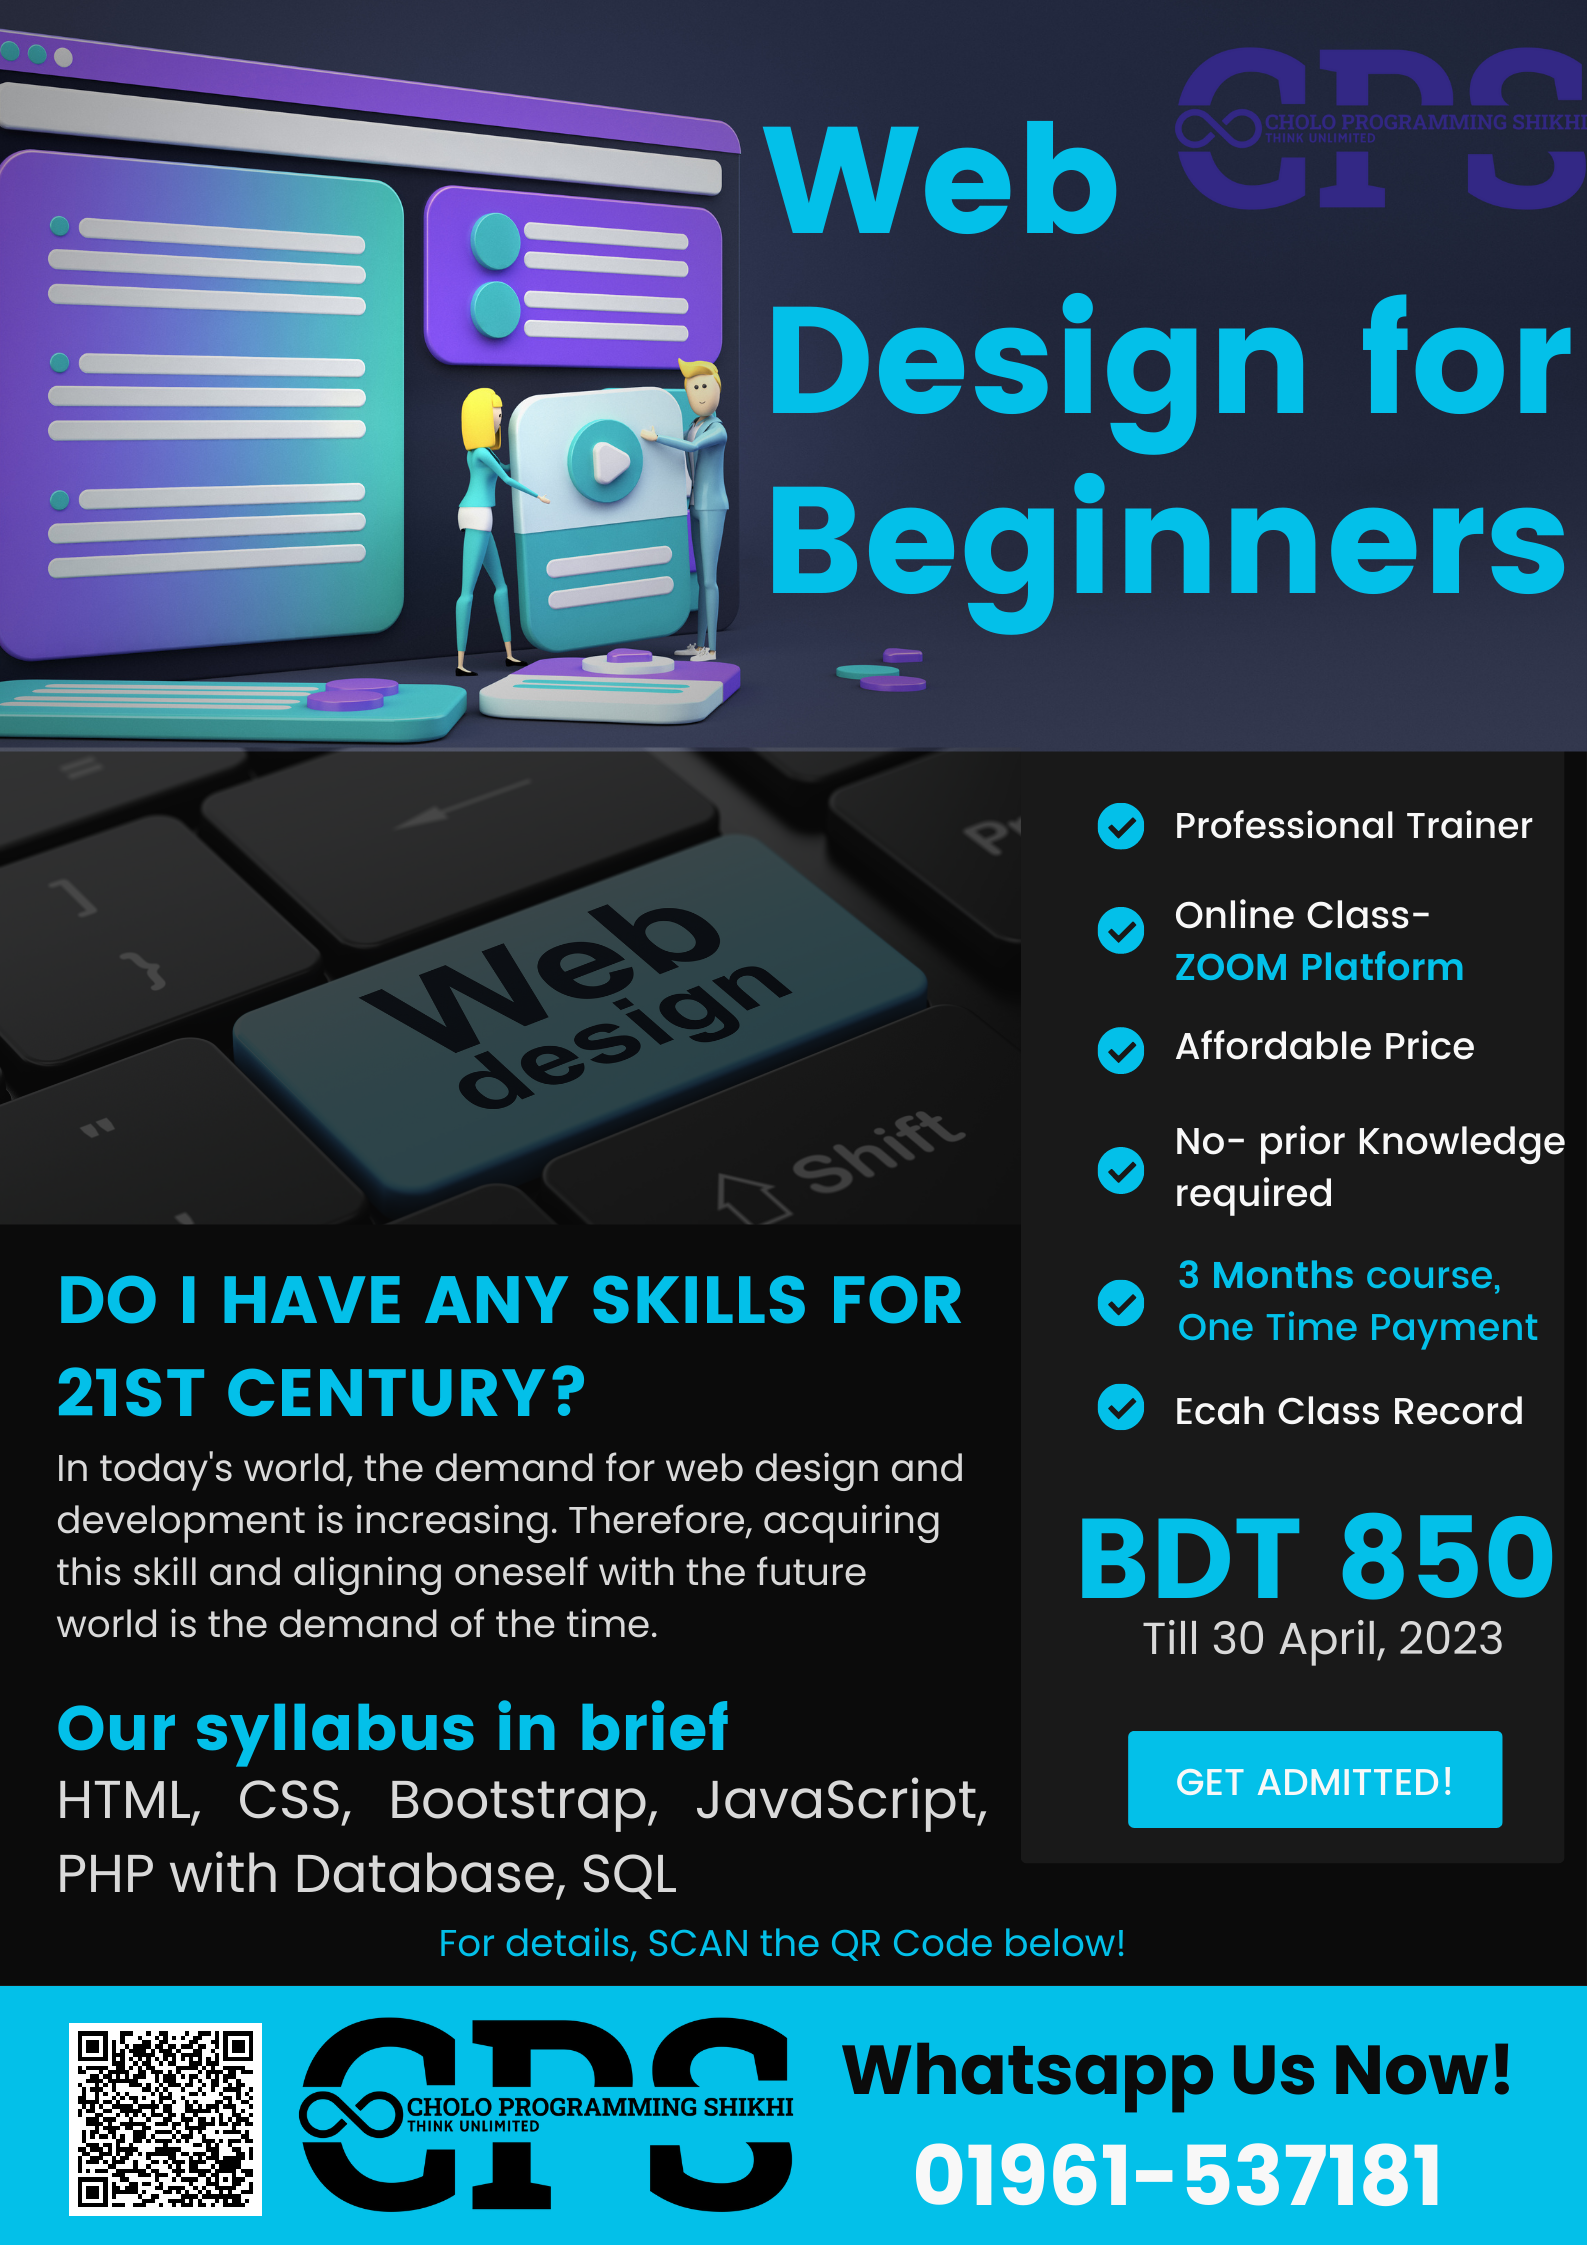 CPS
CHOLO PROGRAMMING SHIKHI
THINK UNLIMITED
Web
Design for
Beginners
=
]
}
"
Web
design
Shift
Professional Trainer
Online Class-
ZOOM Platform
Affordable Price
No- prior Knowledge
required
3 Months course,
One Time Payment
Ecah Class Record
BDT 850
Till 30 April, 2023
GET ADMITTED!
DO I HAVE ANY SKILLS FOR
21ST CENTURY?
In today's world, the demand for web design and
development is increasing. Therefore, acquiring
this skill and aligning oneself with the future
world is the demand of the time.
Our syllabus in brief
HTML, CSS, Bootstrap, JavaScript,
PHP with Database, SQL
For details, SCAN the QR Code below!
CPS
CHOLO PROGRAMMING SHIKHI
THINK UNLIMITED
Whatsapp Us Now!
01961-537181